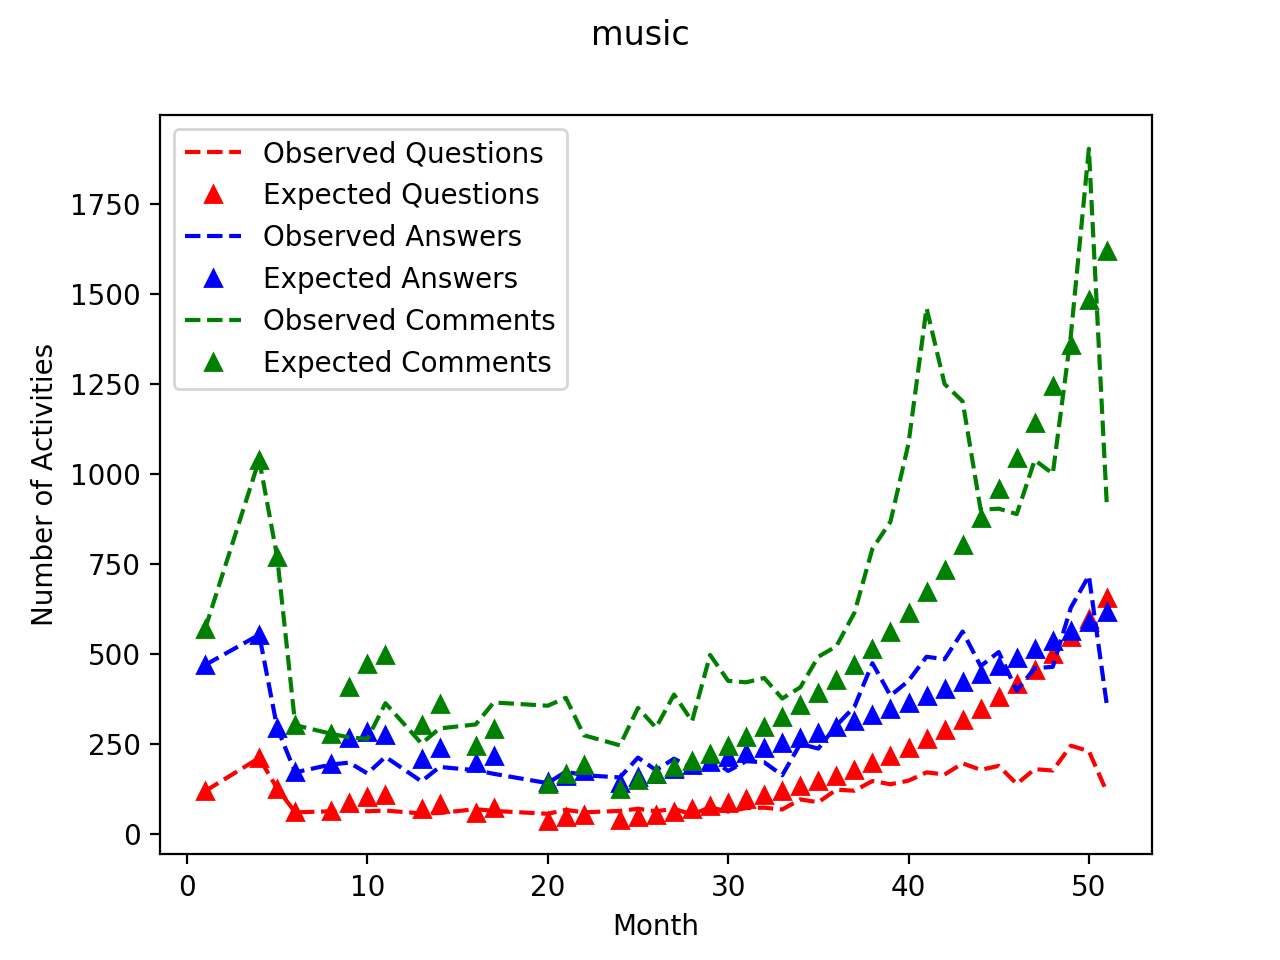 music
Observed Questions
Expected Questions
Observed Answers
Expected Answers
Observed Comments
Expected Comments
Number of Activities
1750
1500
1250
1000
750
500
250
0
0 10 20 30 40 50
Month